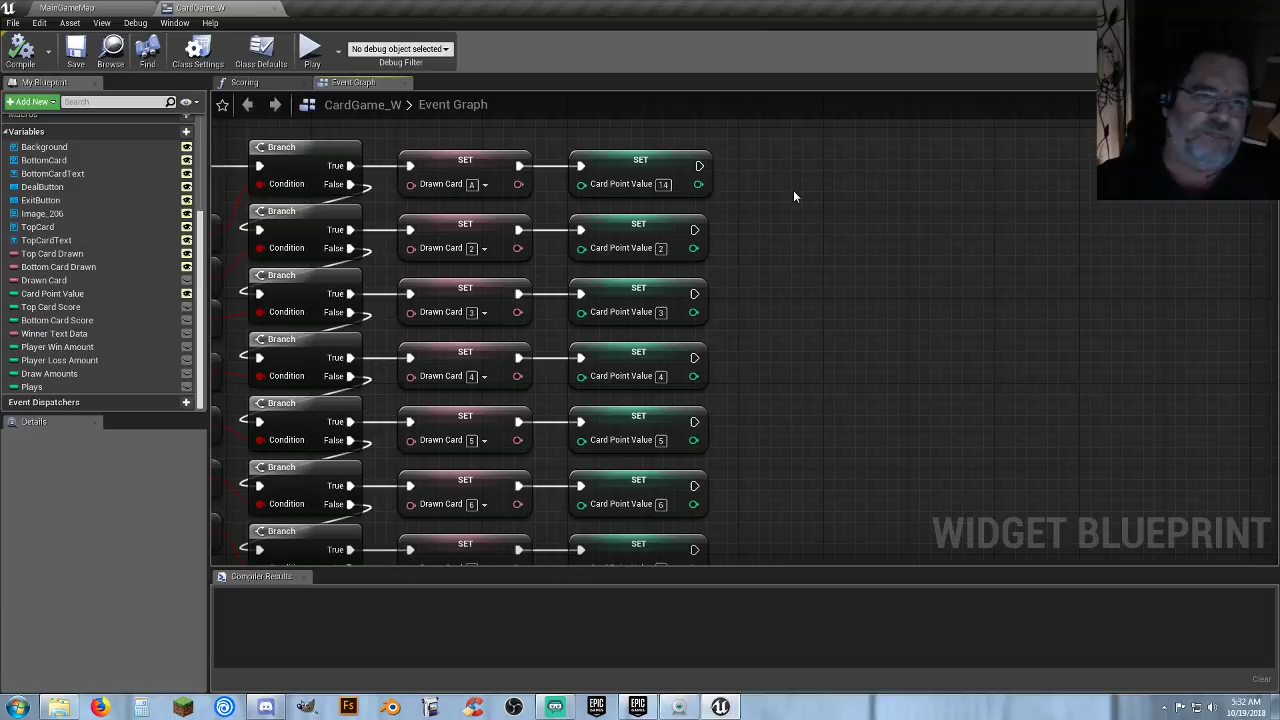 MainGameMap
CardGame_W
File Edit Asset View Debug Window Help
Compile Save Browse Find Class Settings Class Defaults Play
No debug object selected
Debug Filter
My Blueprint
Scoring
Event Graph
Add New
Search
CardGame_W > Event Graph
Macros
Variables
Background
BottomCard
BottomCardText
DealButton
ExitButton
Image_206
TopCard
TopCardText
Top Card Drawn
Bottom Card Drawn
Drawn Card
Card Point Value
Top Card Score
Bottom Card Score
Winner Text Data
Player Win Amount
Player Loss Amount
Draw Amounts
Plays
Event Dispatchers
Details
Branch SET SET
True
Condition False Drawn Card A Card Point Value 14
Branch SET SET
True
Condition False Drawn Card 2 Card Point Value 2
Branch SET SET
True
Condition False Drawn Card 3 Card Point Value 3
Branch SET SET
True
Condition False Drawn Card 4 Card Point Value 4
Branch SET SET
True
Condition False Drawn Card 5 Card Point Value 5
Branch SET SET
True
Condition False Drawn Card 6 Card Point Value 6
Branch SET SET
True
WIDGET BLUEPRINT
Compiler Results
Clear
Fs
EPIC GAMES
EPIC GAMES
5:32 AM
10/19/2018